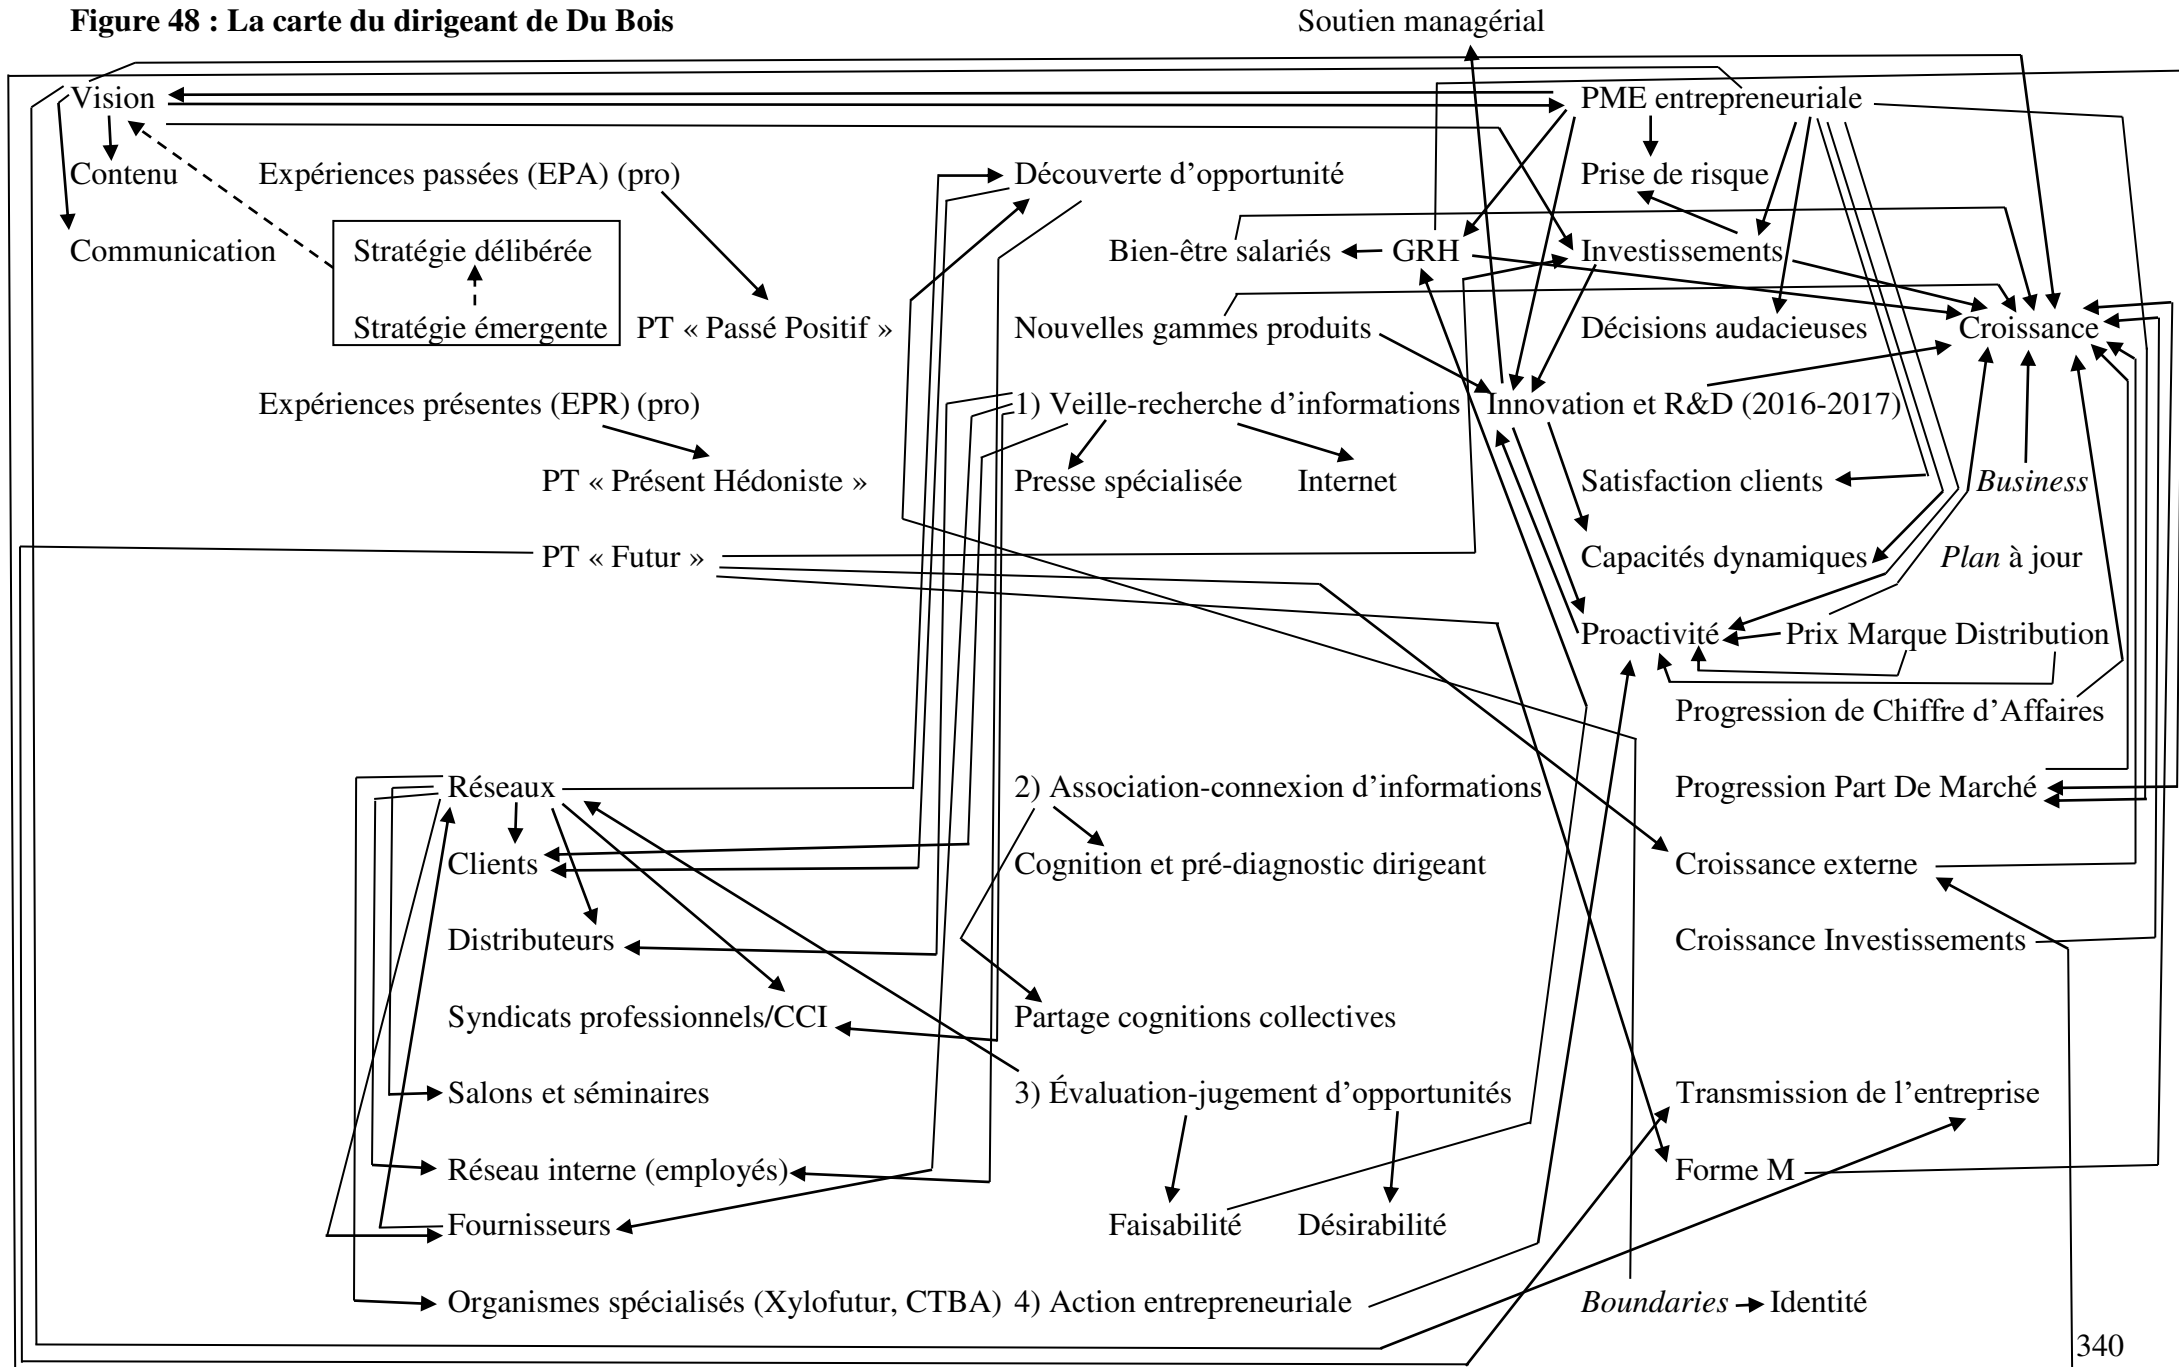 Figure 48 : La carte du dirigeant de Du Bois
Soutien managérial
Vision
PME entrepreneuriale
Contenu
Expériences passées (EPA) (pro)
Découverte d’opportunité
Prise de risque
Communication
Stratégie délibérée
Bien-être salariés
GRH
Investissements
Stratégie émergente
PT « Passé Positif »
Nouvelles gammes produits
Décisions audacieuses
Croissance
Expériences présentes (EPR) (pro)
1) Veille-recherche d’informations
Innovation et R&D (2016-2017)
PT « Présent Hédoniste »
Presse spécialisée
Internet
Satisfaction clients
Business
PT « Futur »
Capacités dynamiques
Plan à jour
Proactivité
Prix Marque Distribution
Progression de Chiffre d’Affaires
Réseaux
2) Association-connexion d’informations
Progression Part De Marché
Clients
Cognition et pré-diagnostic dirigeant
Croissance externe
Distributeurs
Croissance Investissements
Syndicats professionnels/CCI
Partage cognitions collectives
Salons et séminaires
3) Évaluation-jugement d’opportunités
Transmission de l’entreprise
Réseau interne (employés)
Forme M
Fournisseurs
Faisabilité
Désirabilité
Organismes spécialisés (Xylofutur, CTBA)
4) Action entrepreneuriale
Boundaries
Identité
340